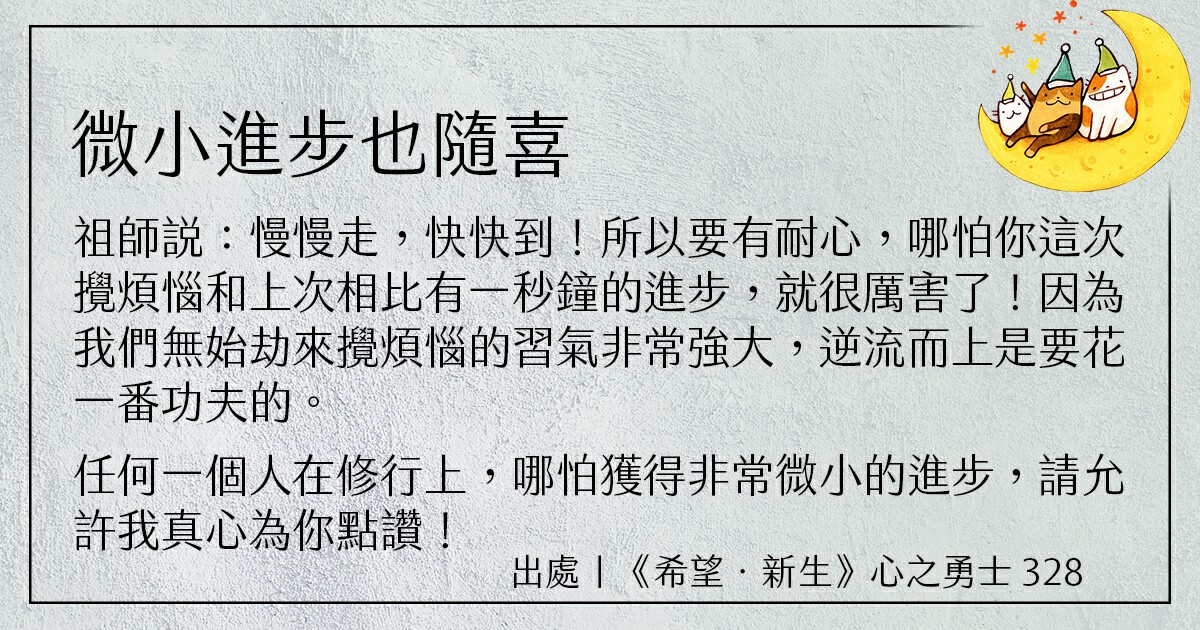 微小進步也隨喜
祖師説：慢慢走，快快到！所以要有耐心，哪怕你這次
攪煩惱和上次相比有一秒鐘的進步，就很厲害了！因為
我們無始劫來攪煩惱的習氣非常強大，逆流而上是要花
一番功夫的。
任何一個人在修行上，哪怕獲得非常微小的進步，請允
許我真心為你點讚！
出處｜《希望．新生》心之勇士 328